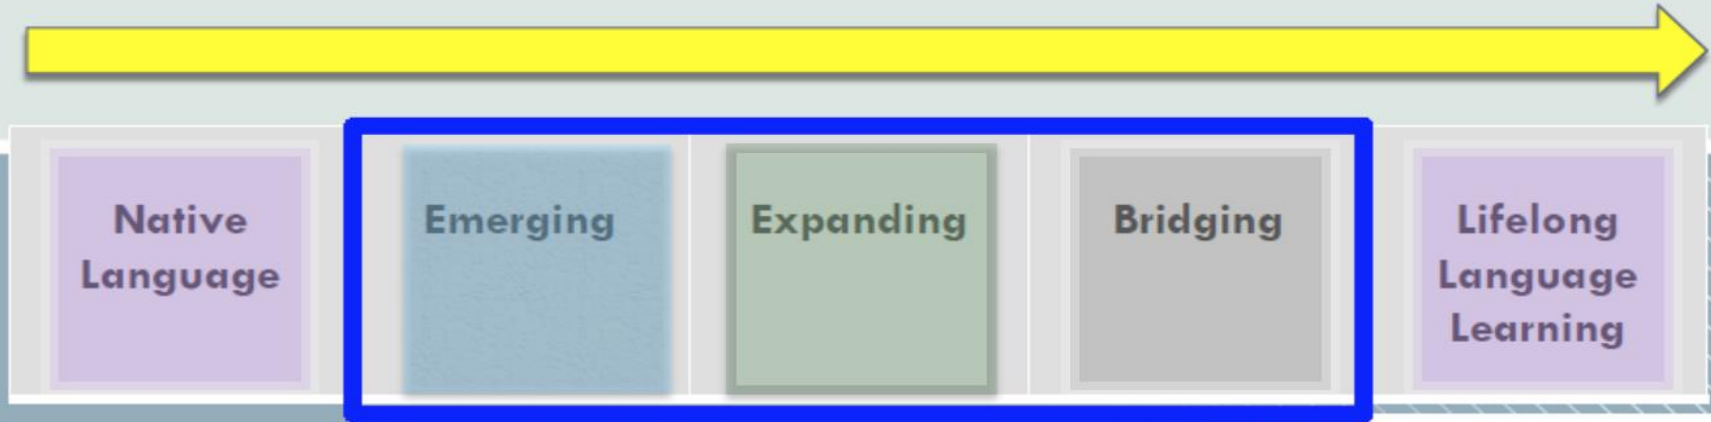 Native
Language
Emerging
Expanding
Bridging
Lifelong
Language
Learning